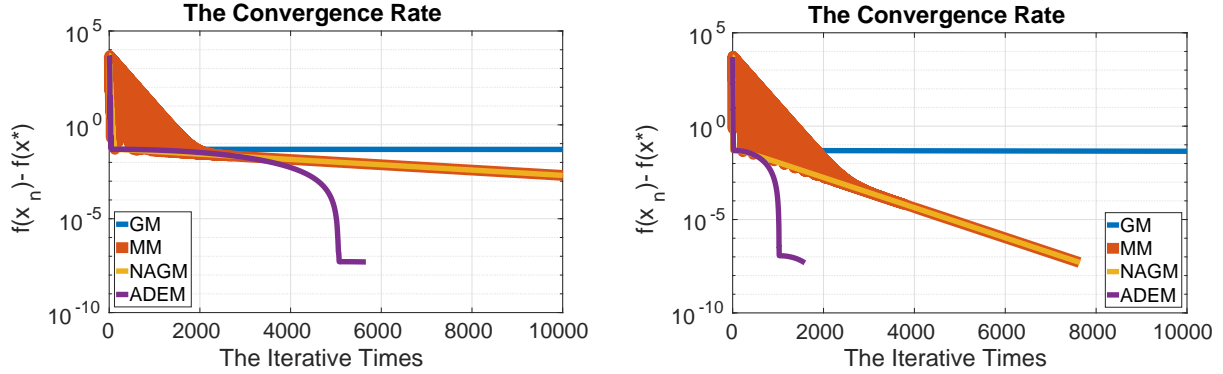 The Convergence Rate
f(x_n)- f(x*)
10^5
10^0
10^-5
10^-10
GM
MM
NAGM
ADEM
0 2000 4000 6000 8000 10000
The Iterative Times
The Convergence Rate
f(x_n) - f(x*)
10^5
10^0
10^-5
10^-10
GM
MM
NAGM
ADEM
0 2000 4000 6000 8000 10000
The Iterative Times